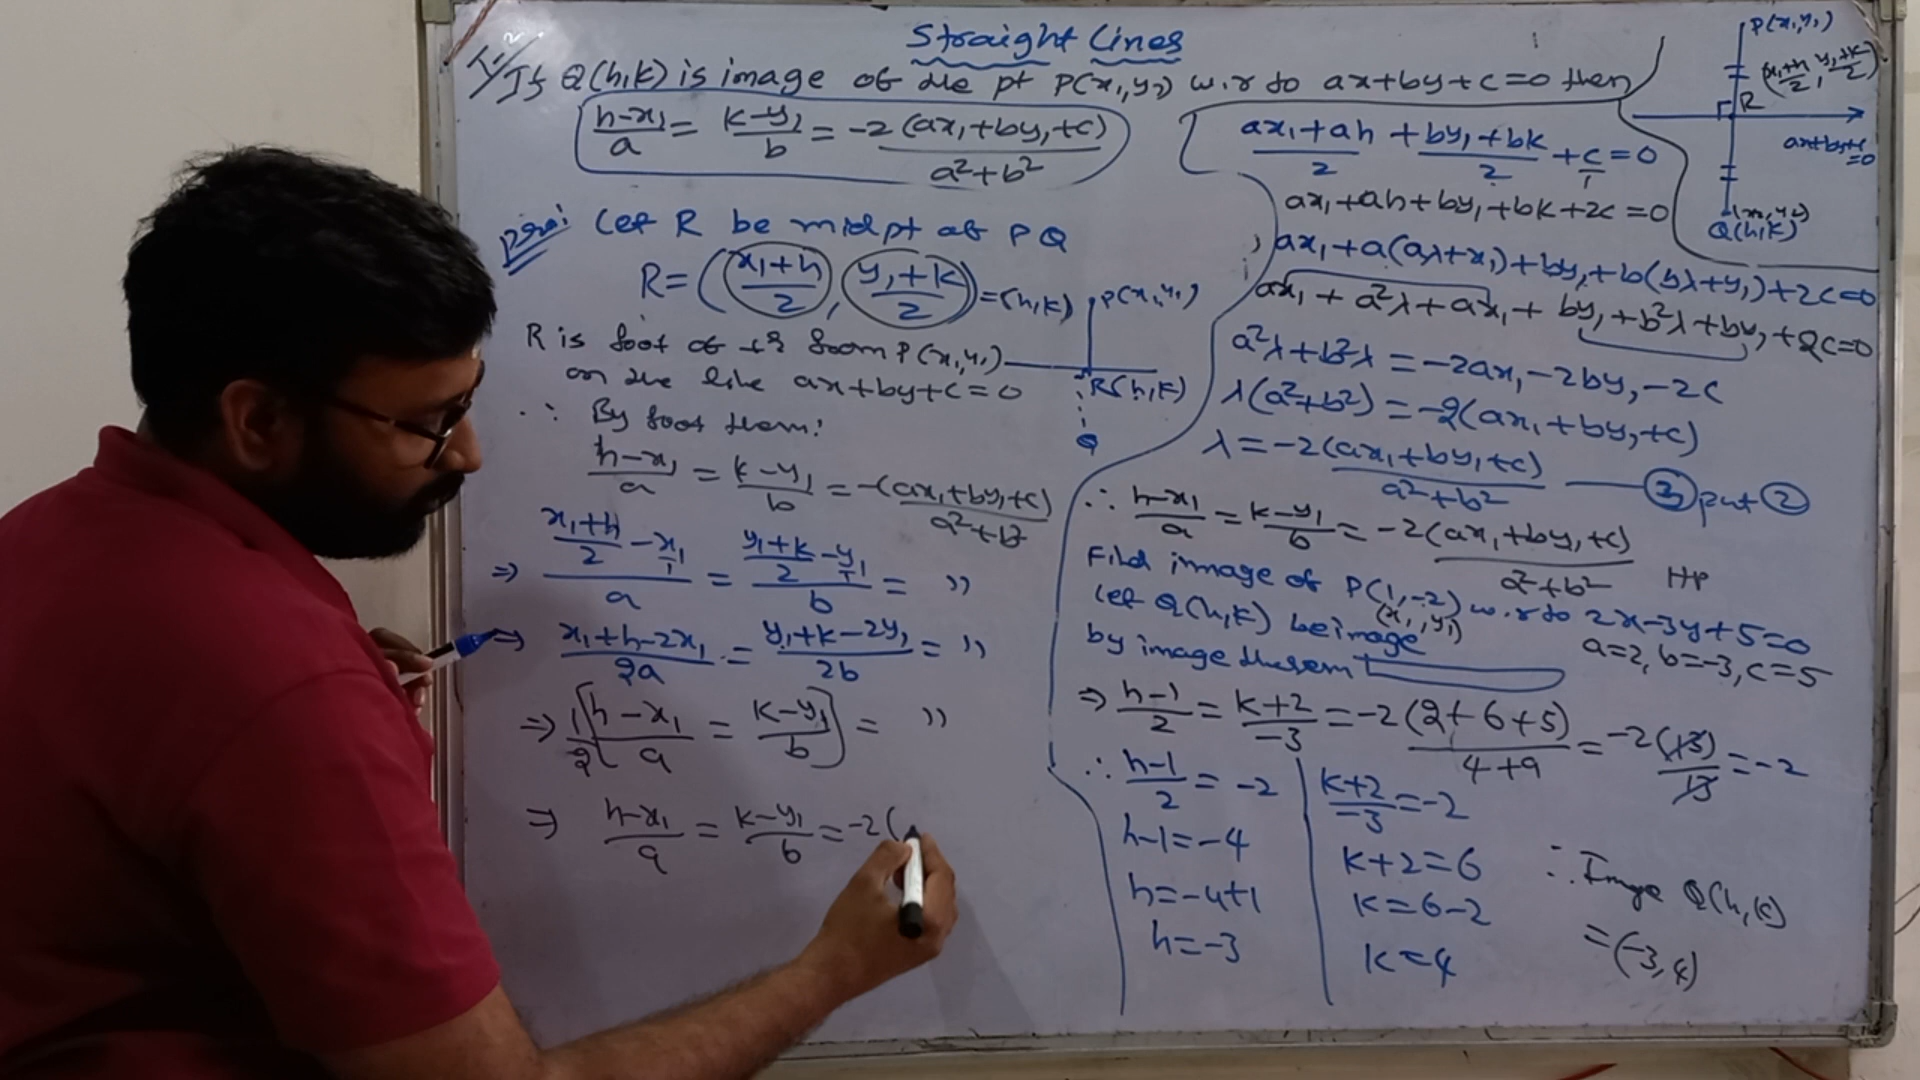 Straight Lines
1/ If Q(h,k) is image of the pt P(x₁,y₁) w.r to ax+by+c=0 then
(h-x₁)/a = (k-y₁)/b = -2(ax₁+by₁+c)/(a²+b²)
Let R be midpt of PQ
R = ((x₁+h)/2, (y₁+k)/2) = (h,k)
R is foot of ⊥r from P(x₁,y₁)
on the line ax+by+c=0
∴ By foot them:
(h-x₁)/a = (k-y₁)/b = -(ax₁+by₁+c)/(a²+b
⇒ ((x₁+h)/2 - x₁/1)/a = ((y₁+k)/2 - y₁/1)/b = "
⇒ (x₁+h-2x₁)/2a = (y₁+k-2y₁)/2b = "
⇒ 1/2[(h-x₁)/a = (k-y₁)/b] = "
⇒ (h-x₁)/a = (k-y₁)/b = -2(
P(x₁,y₁)
R(h,k)
Q
(ax₁+ah)/2 + (by₁+bk)/2 + c/1 = 0
ax₁+ah+by₁+bk+2c=0
ax₁+a(aλ+x₁)+by₁+b(bλ+y₁)+2c=0
ax₁+a²λ+ax₁+by₁+b²λ+by₁+2c=0
a²λ+b²λ=-2ax₁-2by₁-2c
λ(a²+b²)=-2(ax₁+by₁+c)
λ=-2(ax₁+by₁+c)/(a²+b²) — ③ put ②
∴ (h-x₁)/a = (k-y₁)/b = -2(ax₁+by₁+c)/(a²+b²) HP
Find image of P(1,-2) w.r to 2x-3y+5=0
(x₁,y₁)
a=2, b=-3, c=5
Let Q(h,k) be image
by image theorem
⇒ (h-1)/2 = (k+2)/-3 = -2(2+6+5)/(4+9) = -2(13)/13 = -2
∴ (h-1)/2 = -2
h-1=-4
h=-4+1
h=-3
(k+2)/-3 = -2
k+2=6
k=6-2
k=4
∴ Image Q(h,k)
=(-3,4)
P(x₁,y₁)
((x₁+h)/2, (y₁+k)/2)
R
ax+by+c
=0
(x₂,y₂)
Q(h,k)